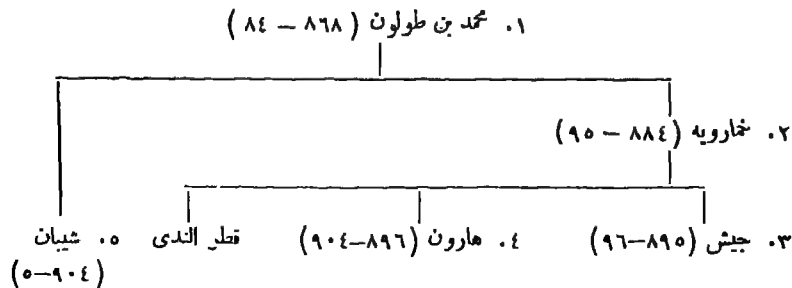 ١. محمد بن طولون (٨٦٨ – ٨٤)
٢. خمارويه (٨٨٤ – ٩٥)
٣. جيش (٨٩٥–٩٦) ٤. هارون (٨٩٦–٩٠٤) قطر الندى ٥. شيبان
(٩٠٤–٥)